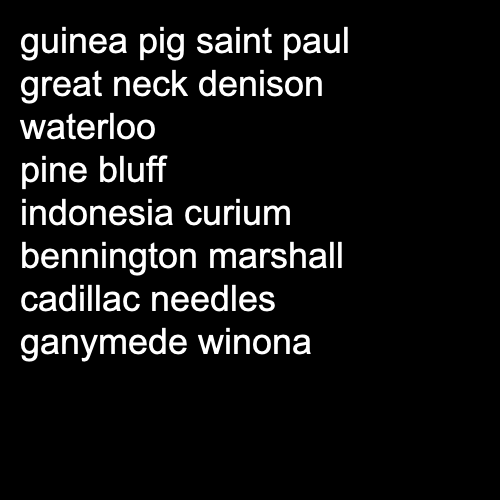 guinea pig saint paul
great neck denison
waterloo
pine bluff
indonesia curium
bennington marshall
cadillac needles
ganymede winona